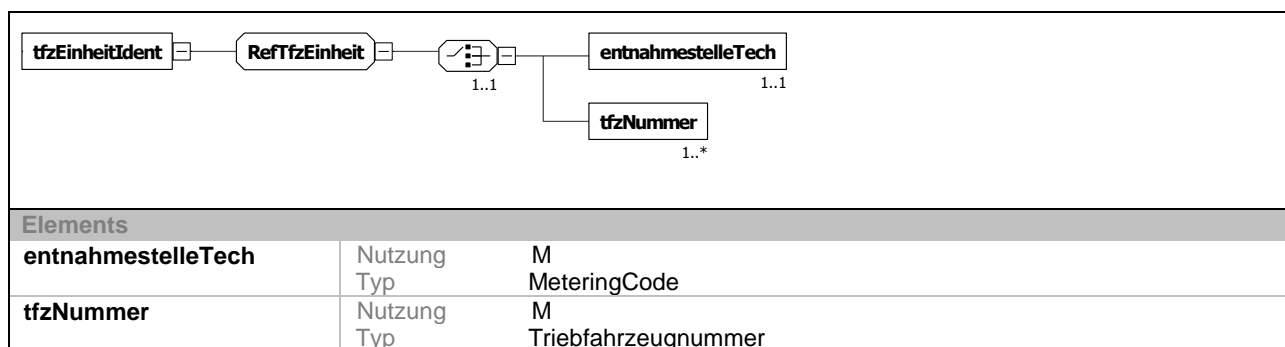 tfzEinheitIdent RefTfzEinheit entnahmestelleTech
1..1 1..1
tfzNummer
1..*
Elements
entnahmestelleTech Nutzung M
Typ MeteringCode
tfzNummer Nutzung M
Typ Triebfahrzeugnummer